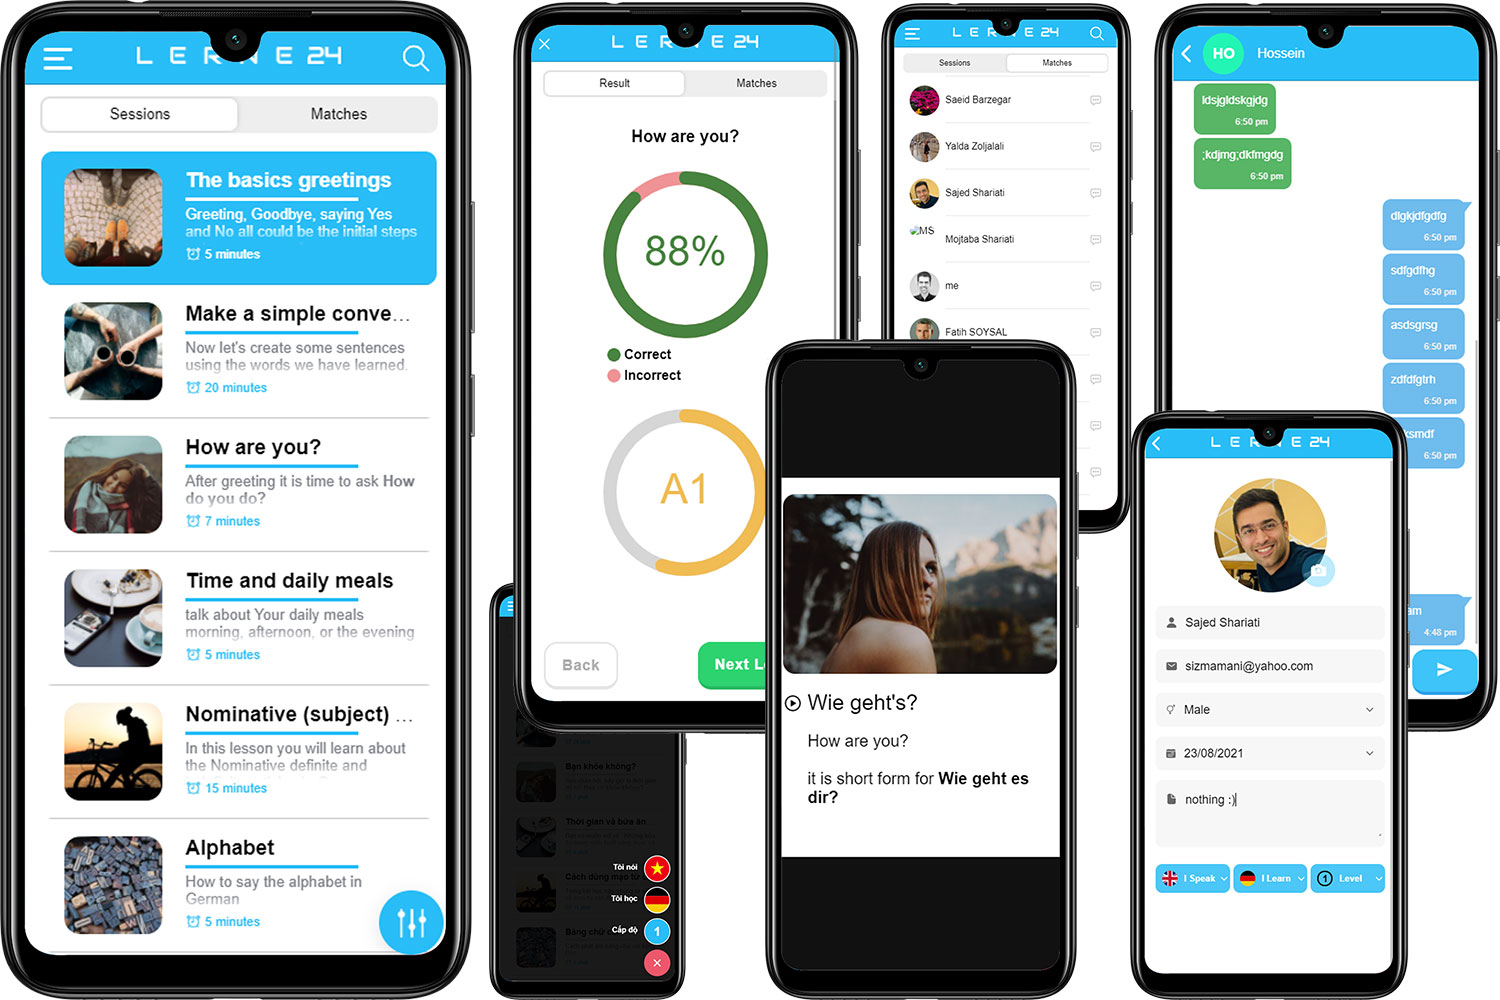 LERNE 24
Sessions
Matches
The basics greetings
Greeting, Goodbye, saying Yes
and No all could be the initial steps
5 minutes
Make a simple conve...
Now let's create some sentences
using the words we have learned.
20 minutes
How are you?
After greeting it is time to ask How
do you do?
7 minutes
Time and daily meals
talk about Your daily meals
morning, afternoon, or the evening
5 minutes
Nominative (subject) ...
In this lesson you will learn about
the Nominative definite and
15 minutes
Alphabet
How to say the alphabet in
German
5 minutes
LERNE 24
Result
Matches
How are you?
88%
Correct
Incorrect
A1
Back
Next L
LERNE 24
Sessions
Matches
Saeid Barzegar
Yalda Zoljalali
Sajed Shariati
MS
Mojtaba Shariati
me
Fatih SOYSAL
HO
Hossein
ldsjgldskgjdg
6:50 pm
;kdjmg;dkfmgdg
6:50 pm
dlgkjdfgdfg
6:50 pm
sdfgdfhg
6:50 pm
asdsgrsg
6:50 pm
zdfdfgtrh
6:50 pm
ksmdf
6:50 pm
am
4:48 pm
Bạn khỏe không?
Thời gian và bữa ăn
Tôi nói
Tôi học
Cấp độ
1
Wie geht's?
How are you?
it is short form for Wie geht es
dir?
LERNE 24
Sajed Shariati
sizmamani@yahoo.com
Male
23/08/2021
nothing :)
I Speak
I Learn
1
Level